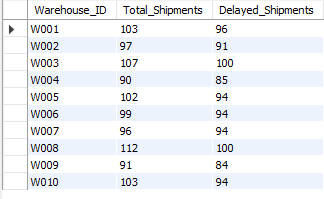 Warehouse_ID Total_Shipments Delayed_Shipments
W001 103 96
W002 97 91
W003 107 100
W004 90 85
W005 102 94
W006 99 94
W007 96 94
W008 112 100
W009 91 84
W010 103 94